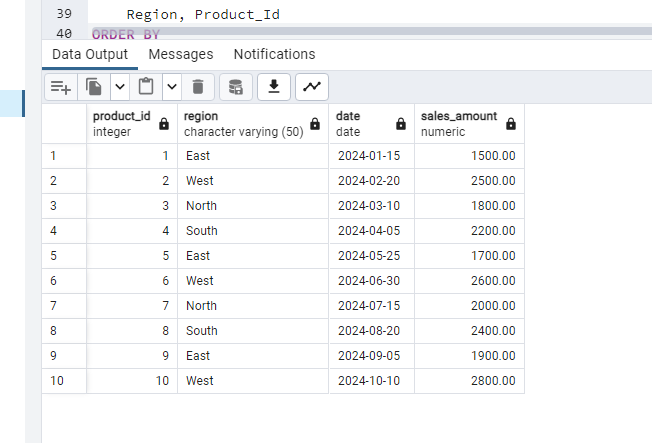 39 Region, Product_Id
40 ORDER BY
Data Output Messages Notifications
product_id region date sales_amount
integer character varying (50) date numeric
1 1 East 2024-01-15 1500.00
2 2 West 2024-02-20 2500.00
3 3 North 2024-03-10 1800.00
4 4 South 2024-04-05 2200.00
5 5 East 2024-05-25 1700.00
6 6 West 2024-06-30 2600.00
7 7 North 2024-07-15 2000.00
8 8 South 2024-08-20 2400.00
9 9 East 2024-09-05 1900.00
10 10 West 2024-10-10 2800.00